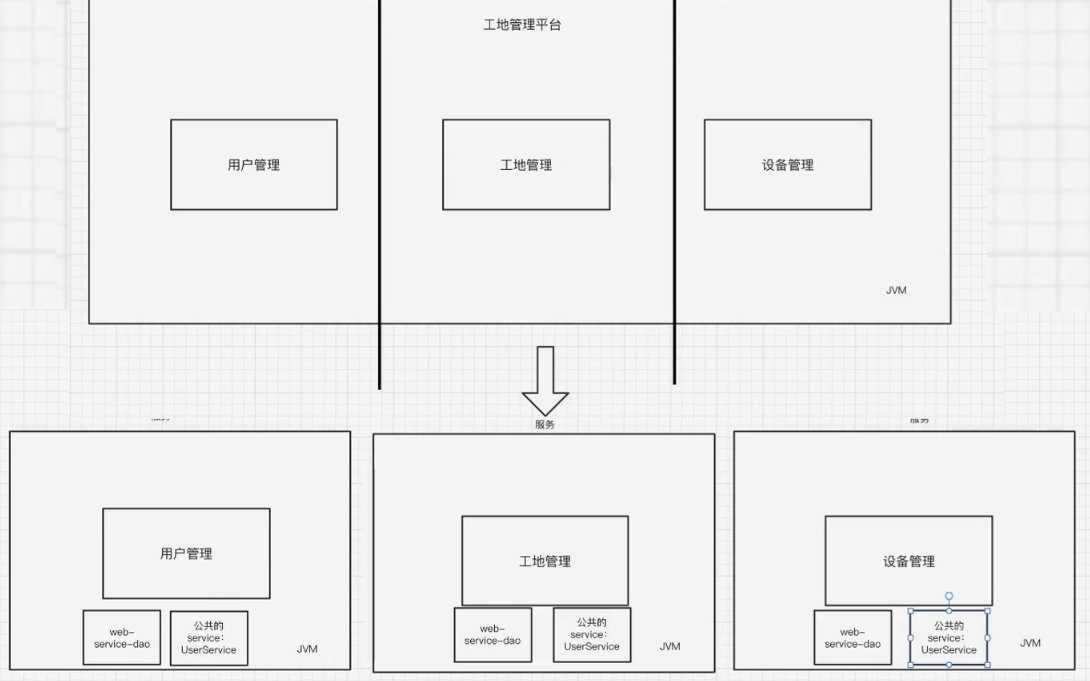 工地管理平台
用户管理
工地管理
设备管理
JVM
服务
用户管理
web-
service-dao
公共的
service:
UserService
JVM
工地管理
web-
service-dao
公共的
service:
UserService
JVM
设备管理
web-
service-dao
公共的
service:
UserService
JVM